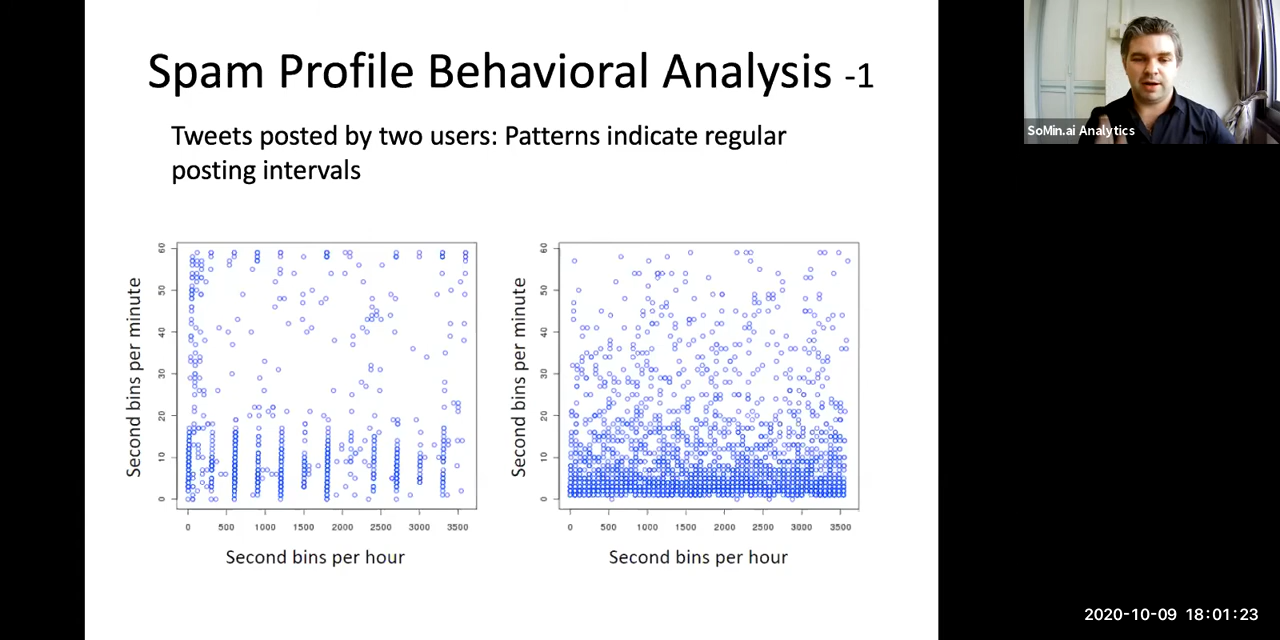 Spam Profile Behavioral Analysis -1
Tweets posted by two users: Patterns indicate regular
posting intervals
SoMin.ai Analytics
Second bins per minute
60
50
40
30
20
10
0
0 500 1000 1500 2000 2500 3000 3500
Second bins per hour
Second bins per minute
60
50
40
30
20
10
0
0 500 1000 1500 2000 2500 3000 3500
Second bins per hour
2020-10-09 18:01:23